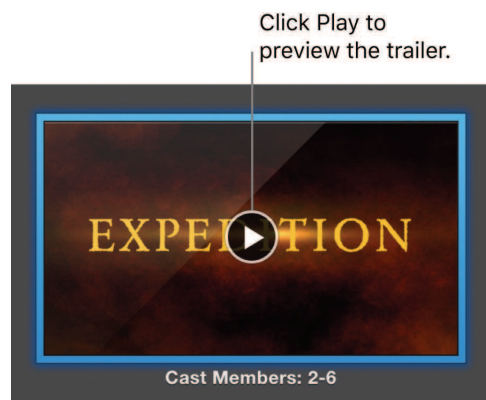 Click Play to
preview the trailer.
EXPEDITION
Cast Members: 2-6